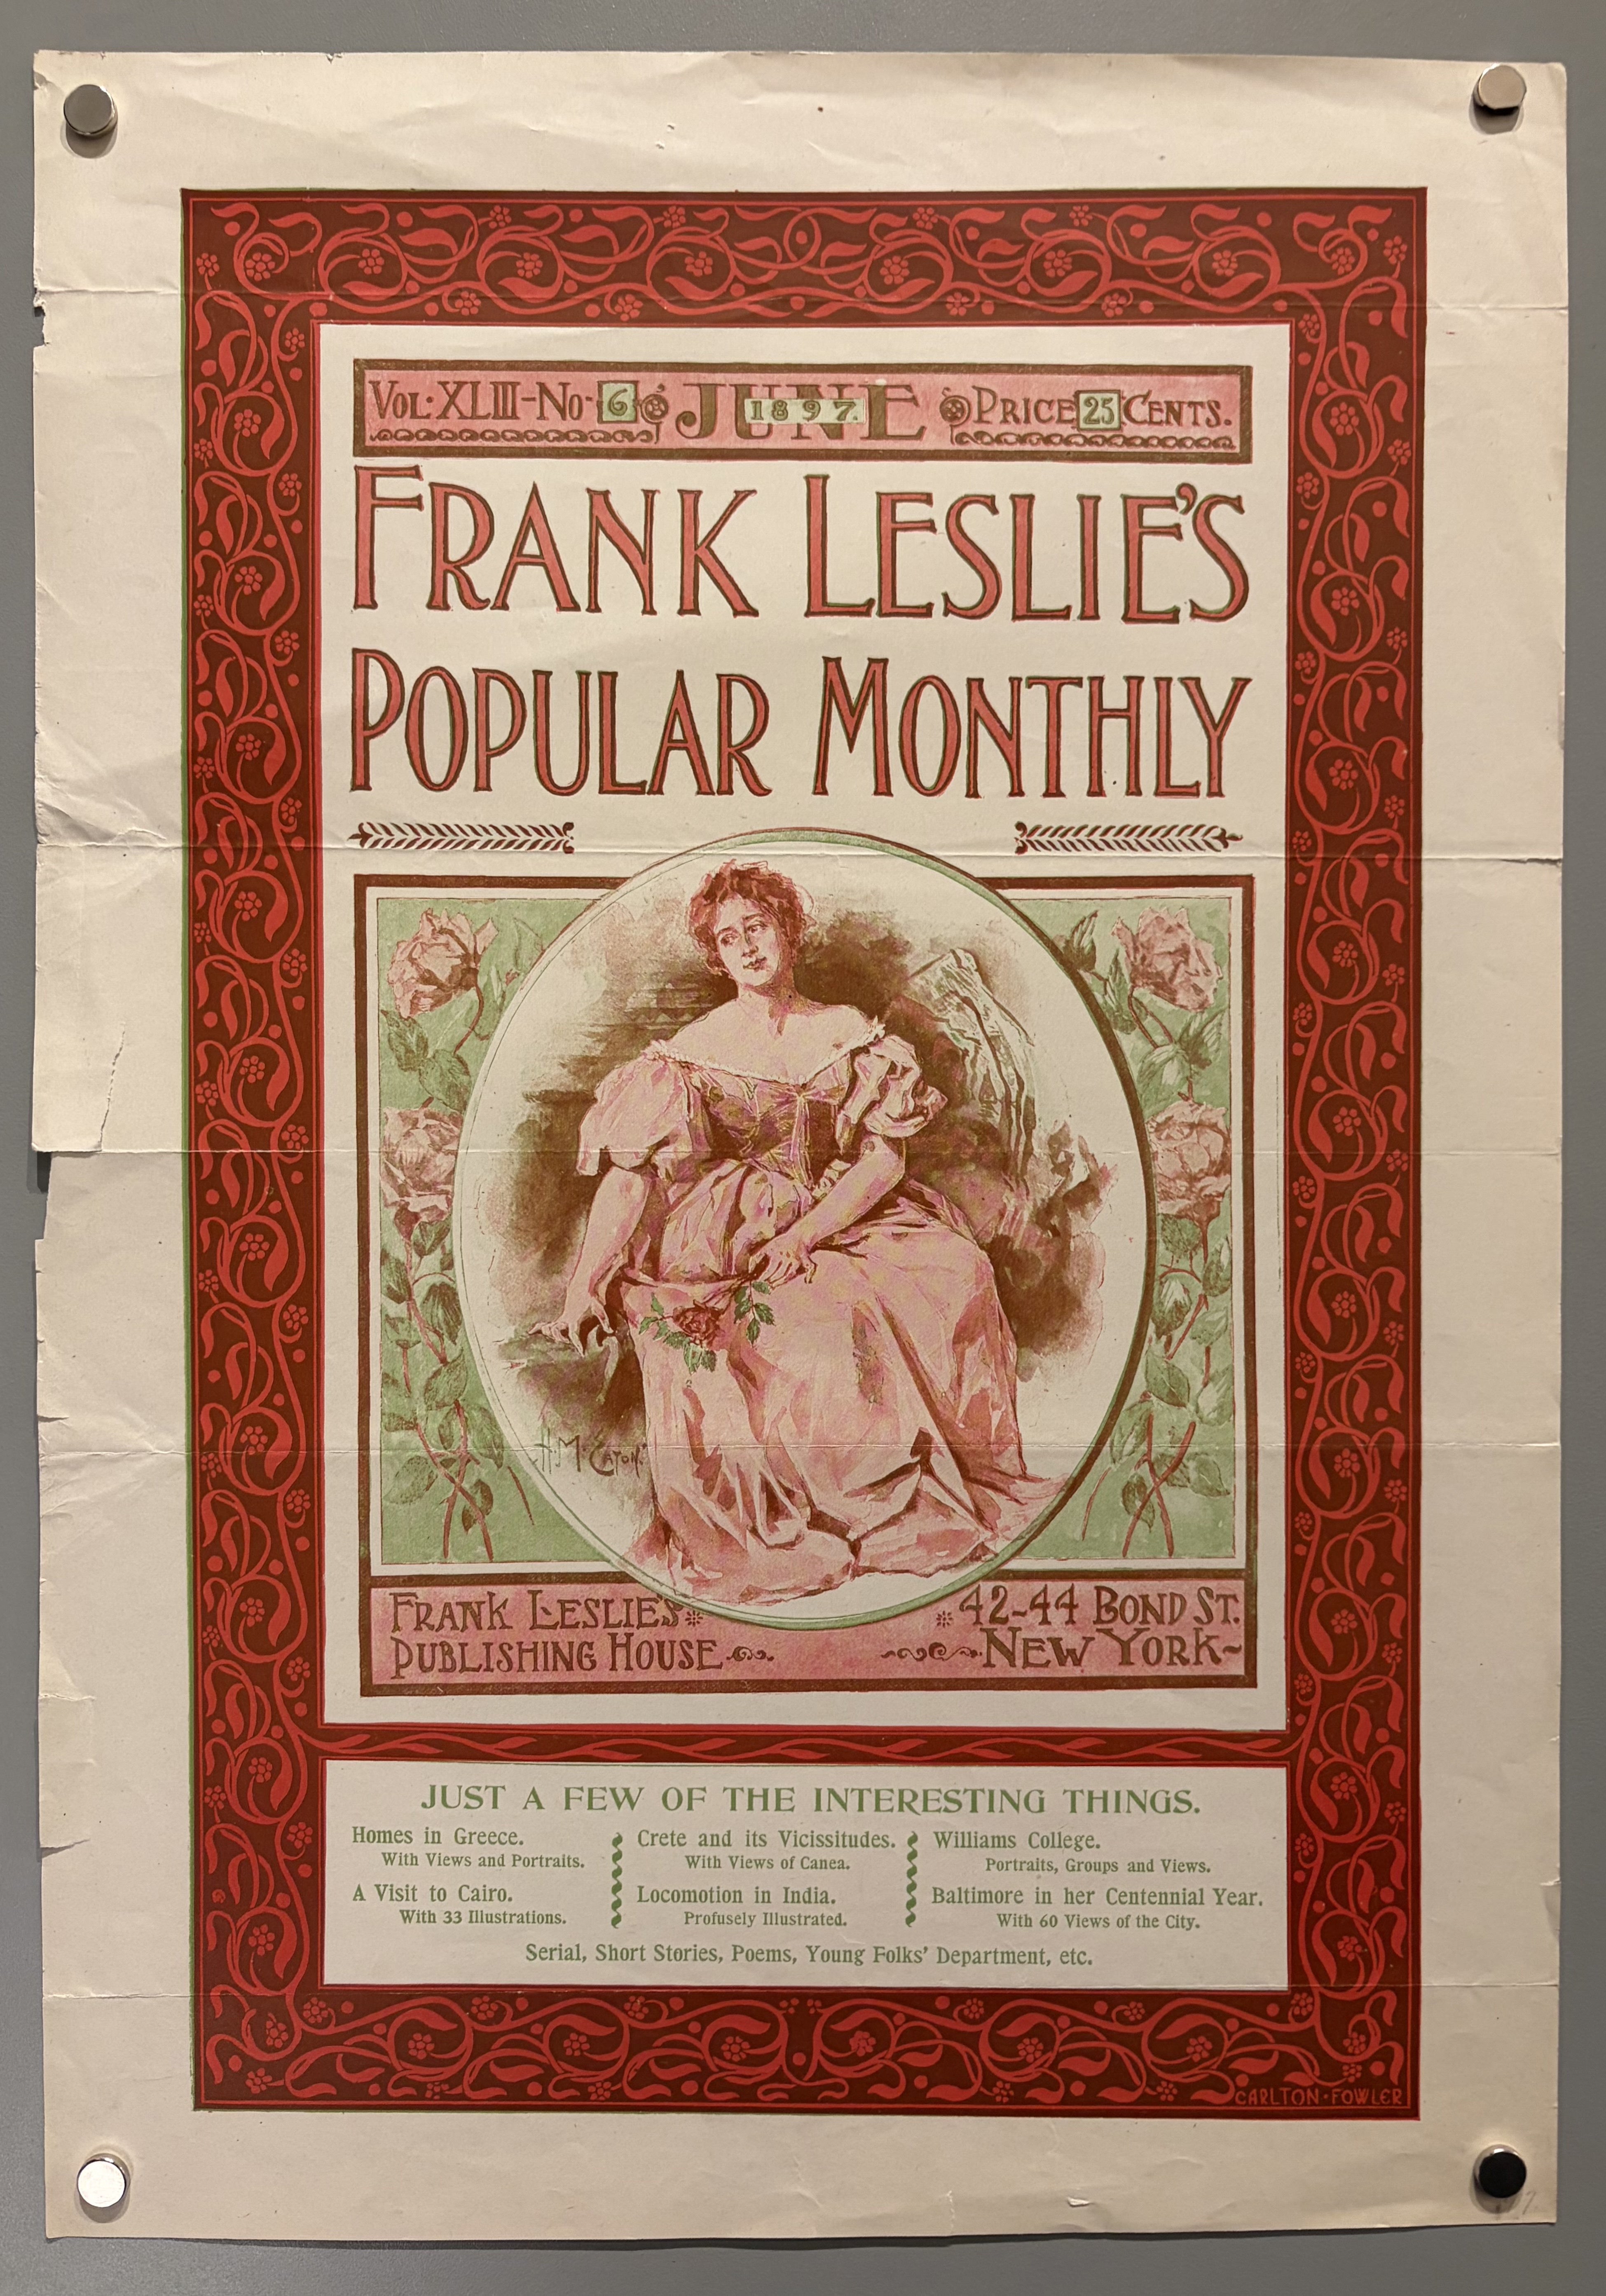 VOL·XLIII-NO· 6 JUNE 1897. PRICE 25 CENTS.
FRANK LESLIE'S
POPULAR MONTHLY
H·M·EATON·
FRANK LESLIE'S
PUBLISHING HOUSE
42-44 BOND ST.
NEW YORK~
JUST A FEW OF THE INTERESTING THINGS.
Homes in Greece.
With Views and Portraits.
A Visit to Cairo.
With 33 Illustrations.
Crete and its Vicissitudes.
With Views of Canea.
Locomotion in India.
Profusely Illustrated.
Williams College.
Portraits, Groups and Views.
Baltimore in her Centennial Year.
With 60 Views of the City.
Serial, Short Stories, Poems, Young Folks' Department, etc.
CARLTON·FOWLER